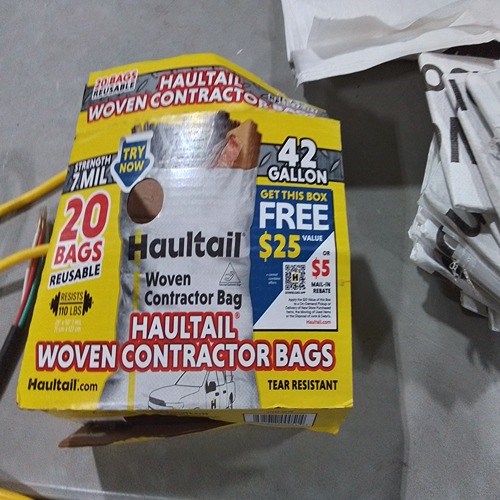 20 BAGS
REUSABLE
HAULTAIL
WOVEN CONTRACTOR
STRENGTH
7 MIL
TRY
NOW
42
GALLON
20
BAGS
REUSABLE
RESISTS
110 LBS
GET THIS BOX
FREE
$25 VALUE
OR
$5
MAIL-IN
REBATE
Haultail.com
Haultail
Woven
Contractor Bag
HAULTAIL®
WOVEN CONTRACTOR BAGS
Haultail.com
TEAR RESISTANT